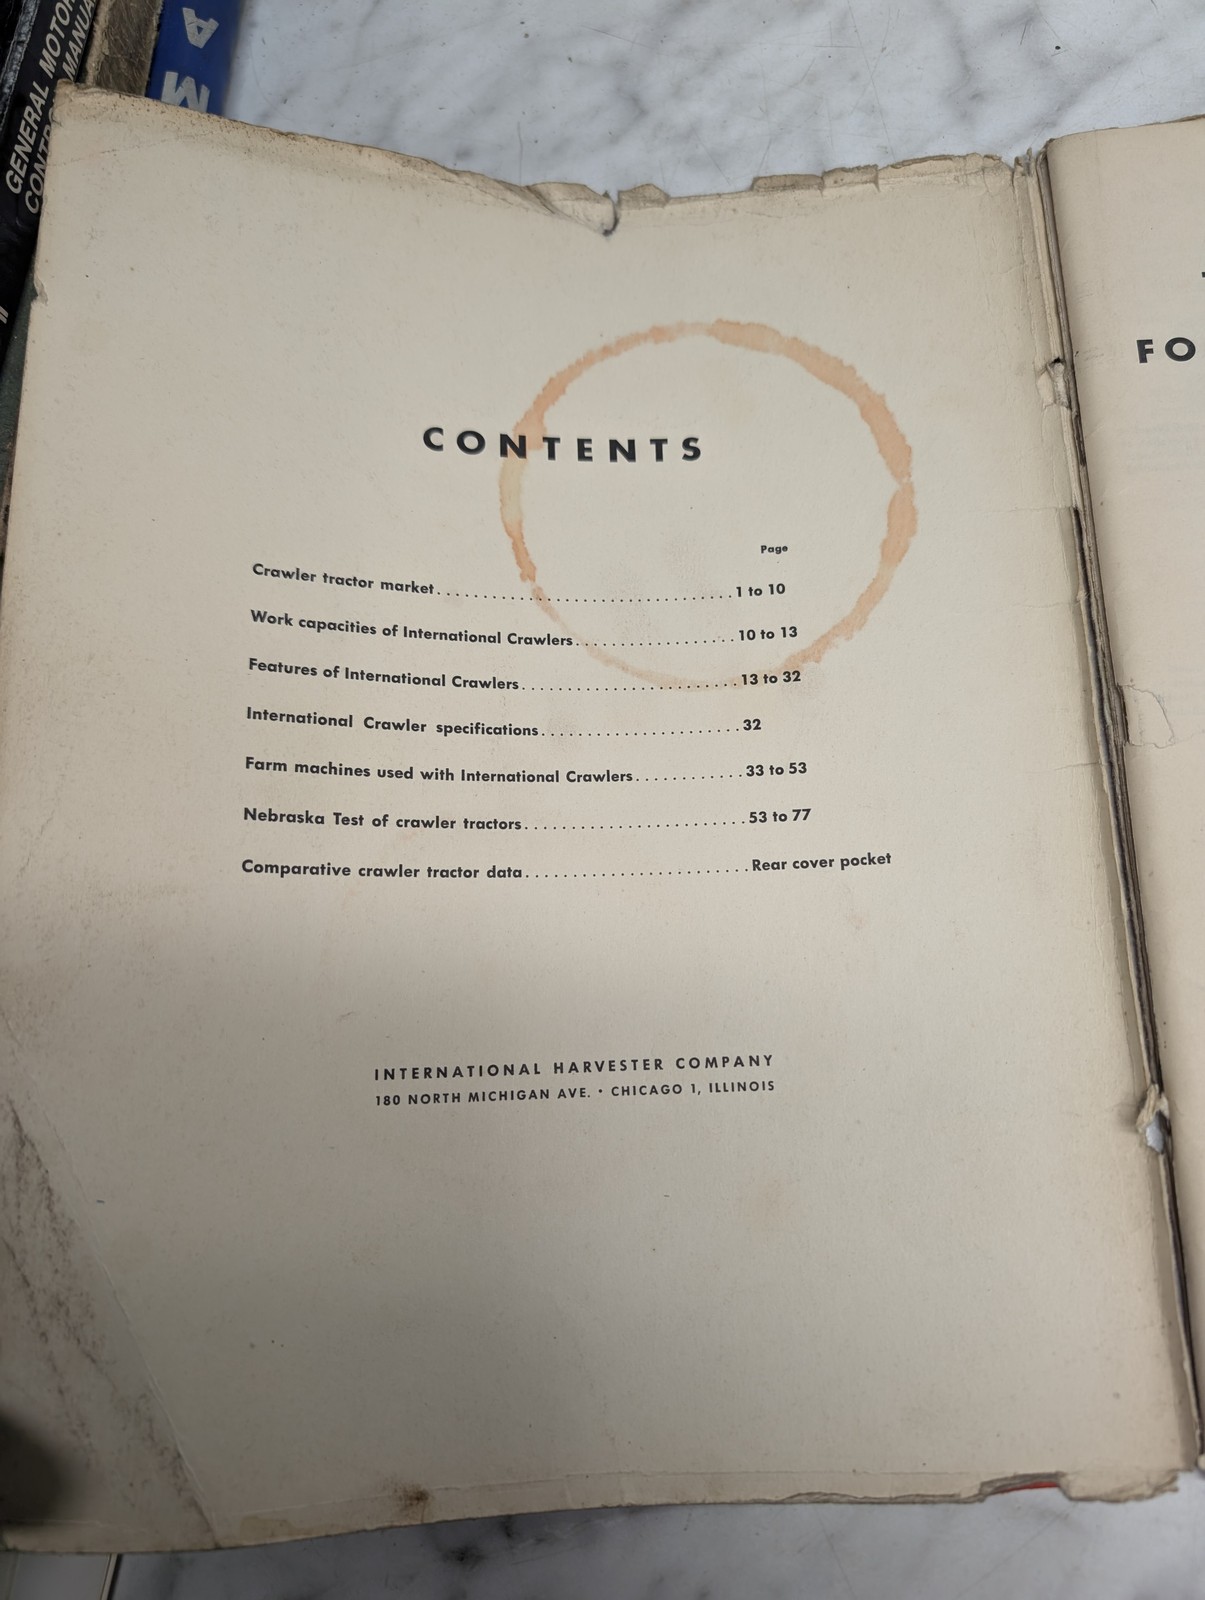 GENERAL MOTOR
MANUA
CONTENTS
Page
Crawler tractor market................................1 to 10
Work capacities of International Crawlers.................10 to 13
Features of International Crawlers.......................13 to 32
International Crawler specifications.....................32
Farm machines used with International Crawlers............33 to 53
Nebraska Test of crawler tractors........................53 to 77
Comparative crawler tractor data........................Rear cover pocket
INTERNATIONAL HARVESTER COMPANY
180 NORTH MICHIGAN AVE. • CHICAGO 1, ILLINOIS
FO